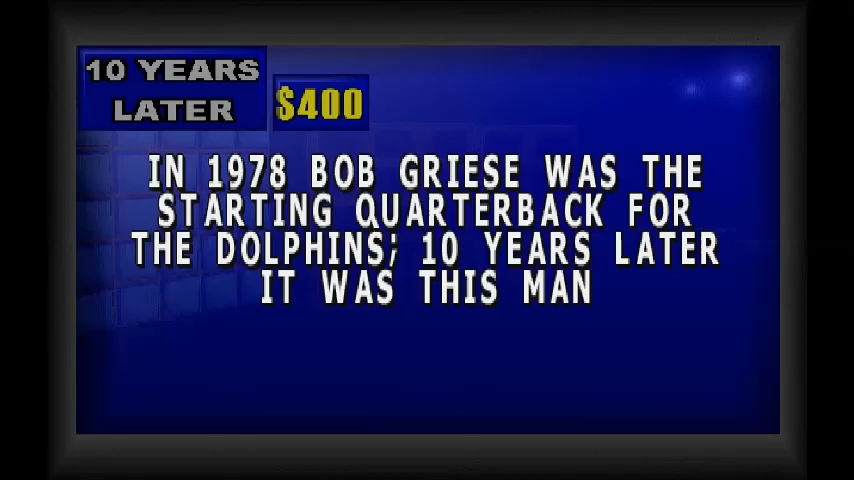 10 YEARS
LATER
$400
IN 1978 BOB GRIESE WAS THE
STARTING QUARTERBACK FOR
THE DOLPHINS; 10 YEARS LATER
IT WAS THIS MAN